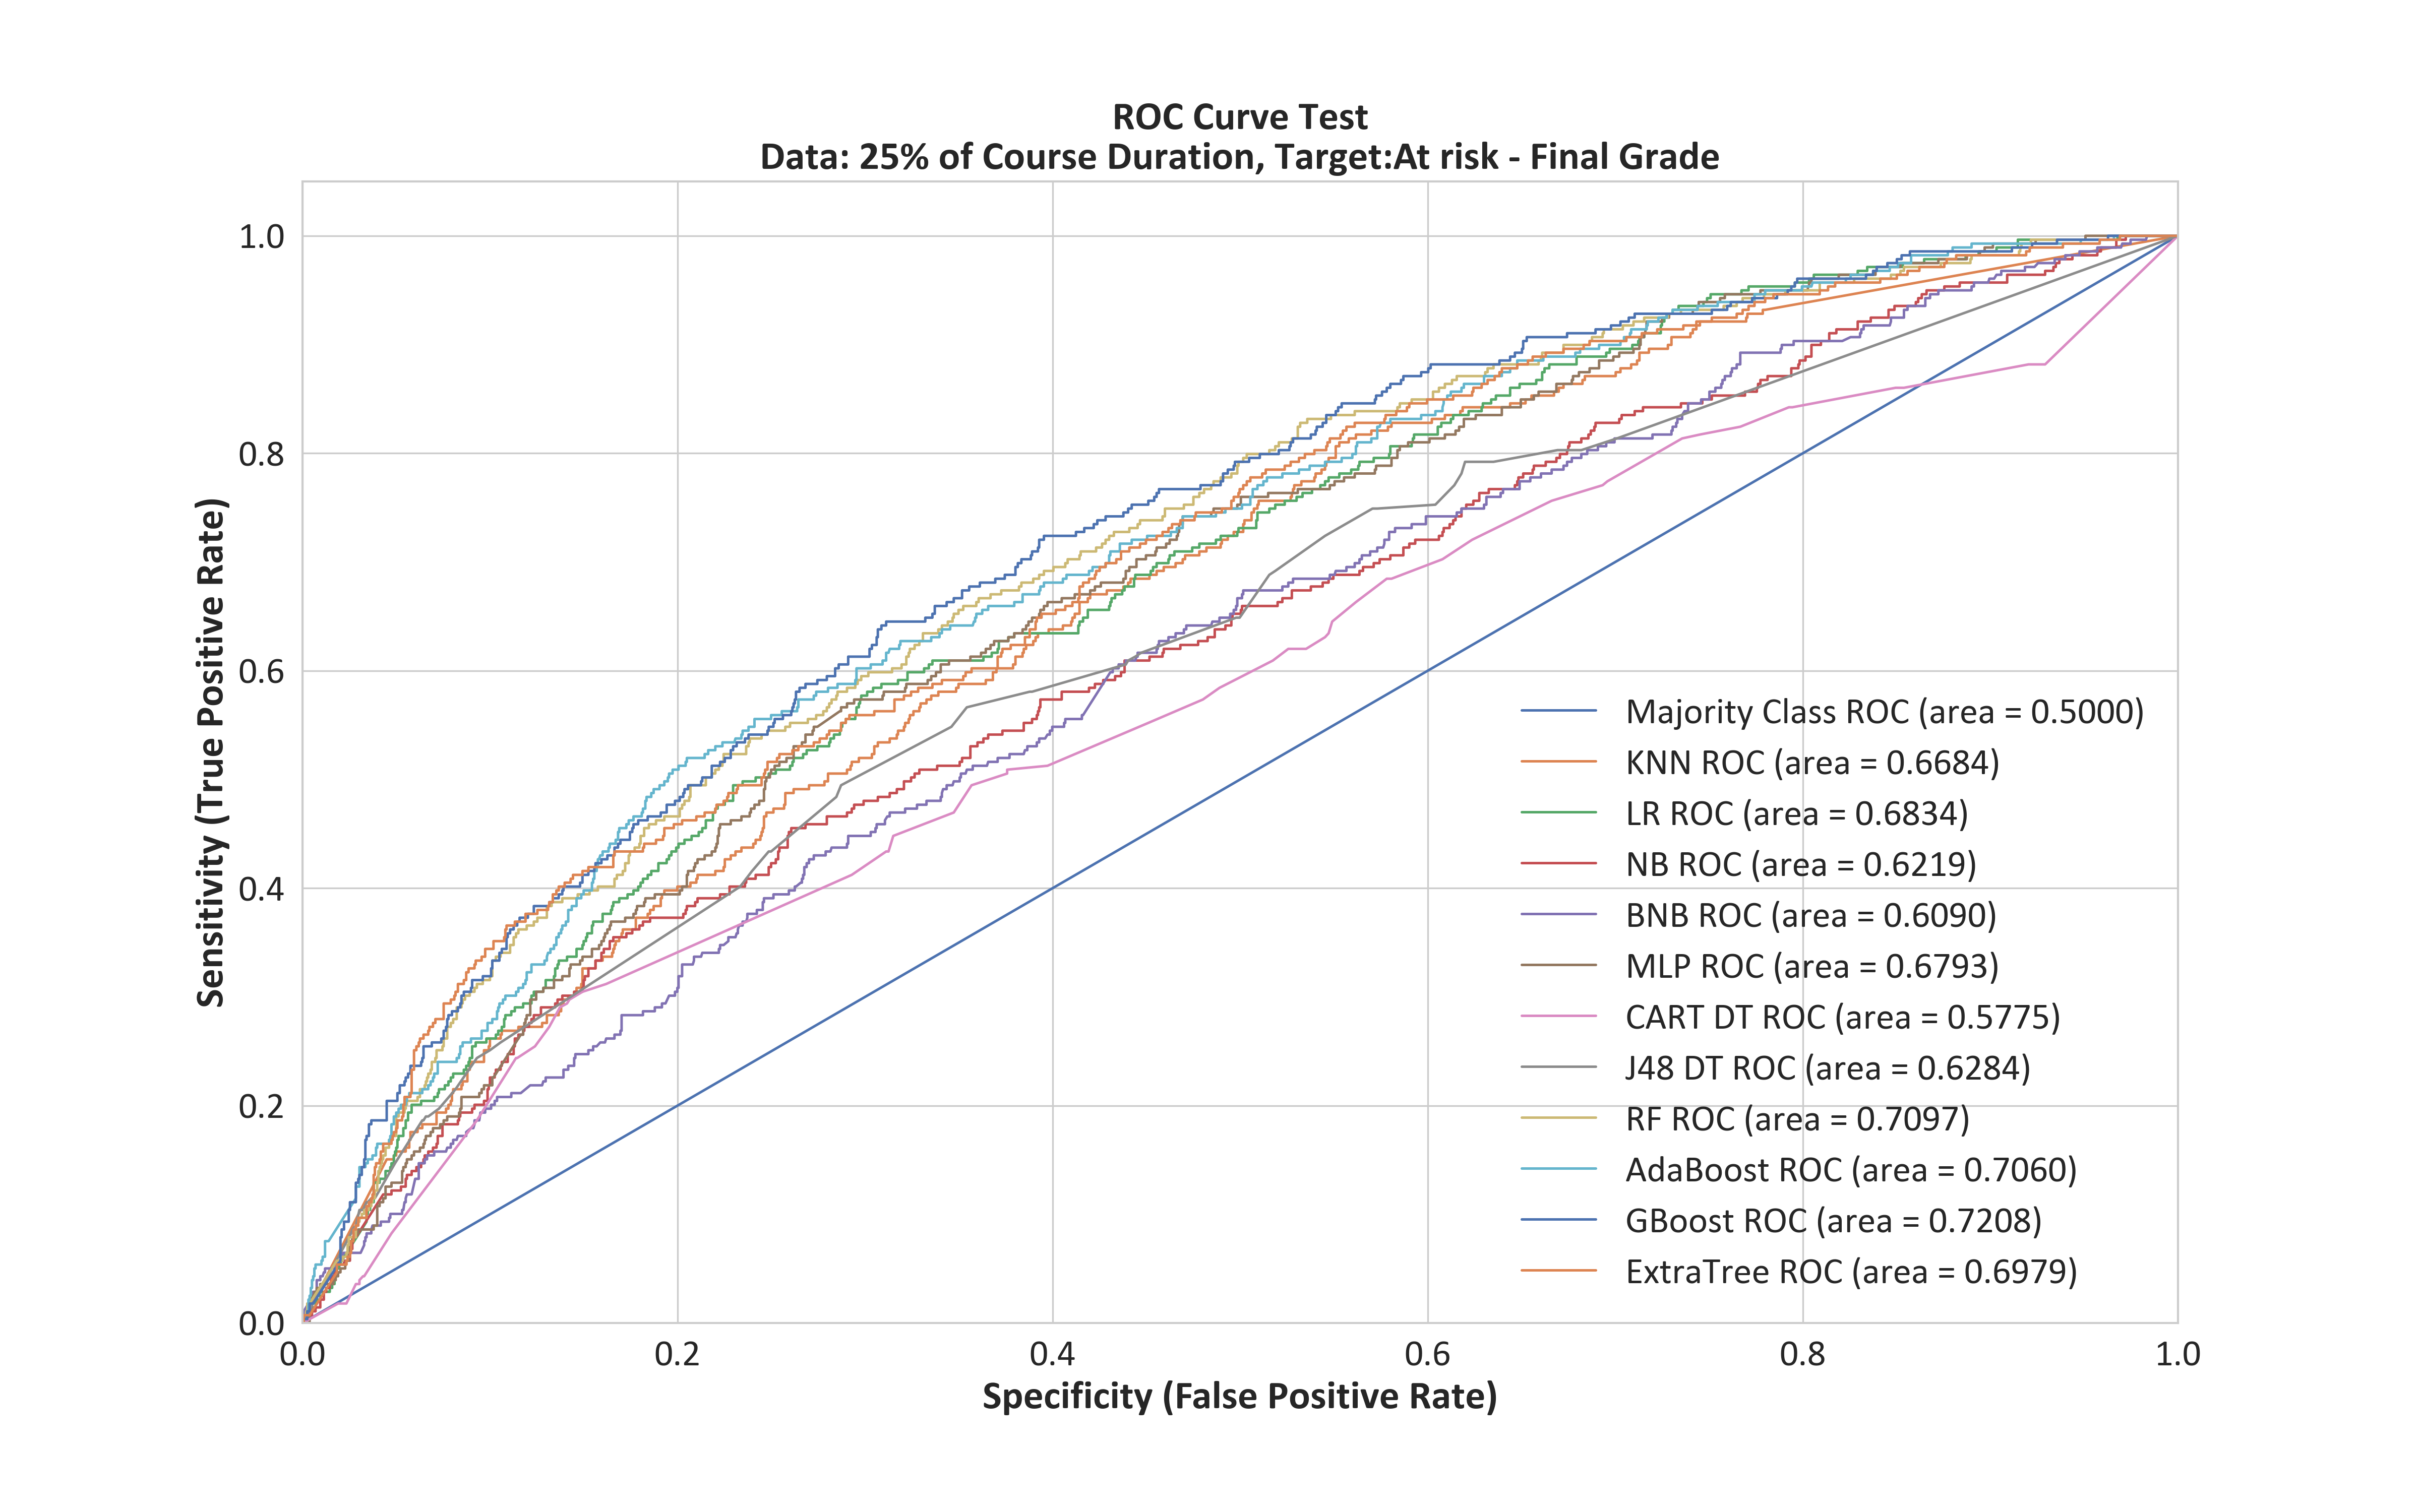 ROC Curve Test
Data: 25% of Course Duration, Target:At risk - Final Grade
Sensitivity (True Positive Rate)
1.0
0.8
0.6
0.4
0.2
0.0
0.0 0.2 0.4 0.6 0.8 1.0
Specificity (False Positive Rate)
Majority Class ROC (area = 0.5000)
KNN ROC (area = 0.6684)
LR ROC (area = 0.6834)
NB ROC (area = 0.6219)
BNB ROC (area = 0.6090)
MLP ROC (area = 0.6793)
CART DT ROC (area = 0.5775)
J48 DT ROC (area = 0.6284)
RF ROC (area = 0.7097)
AdaBoost ROC (area = 0.7060)
GBoost ROC (area = 0.7208)
ExtraTree ROC (area = 0.6979)